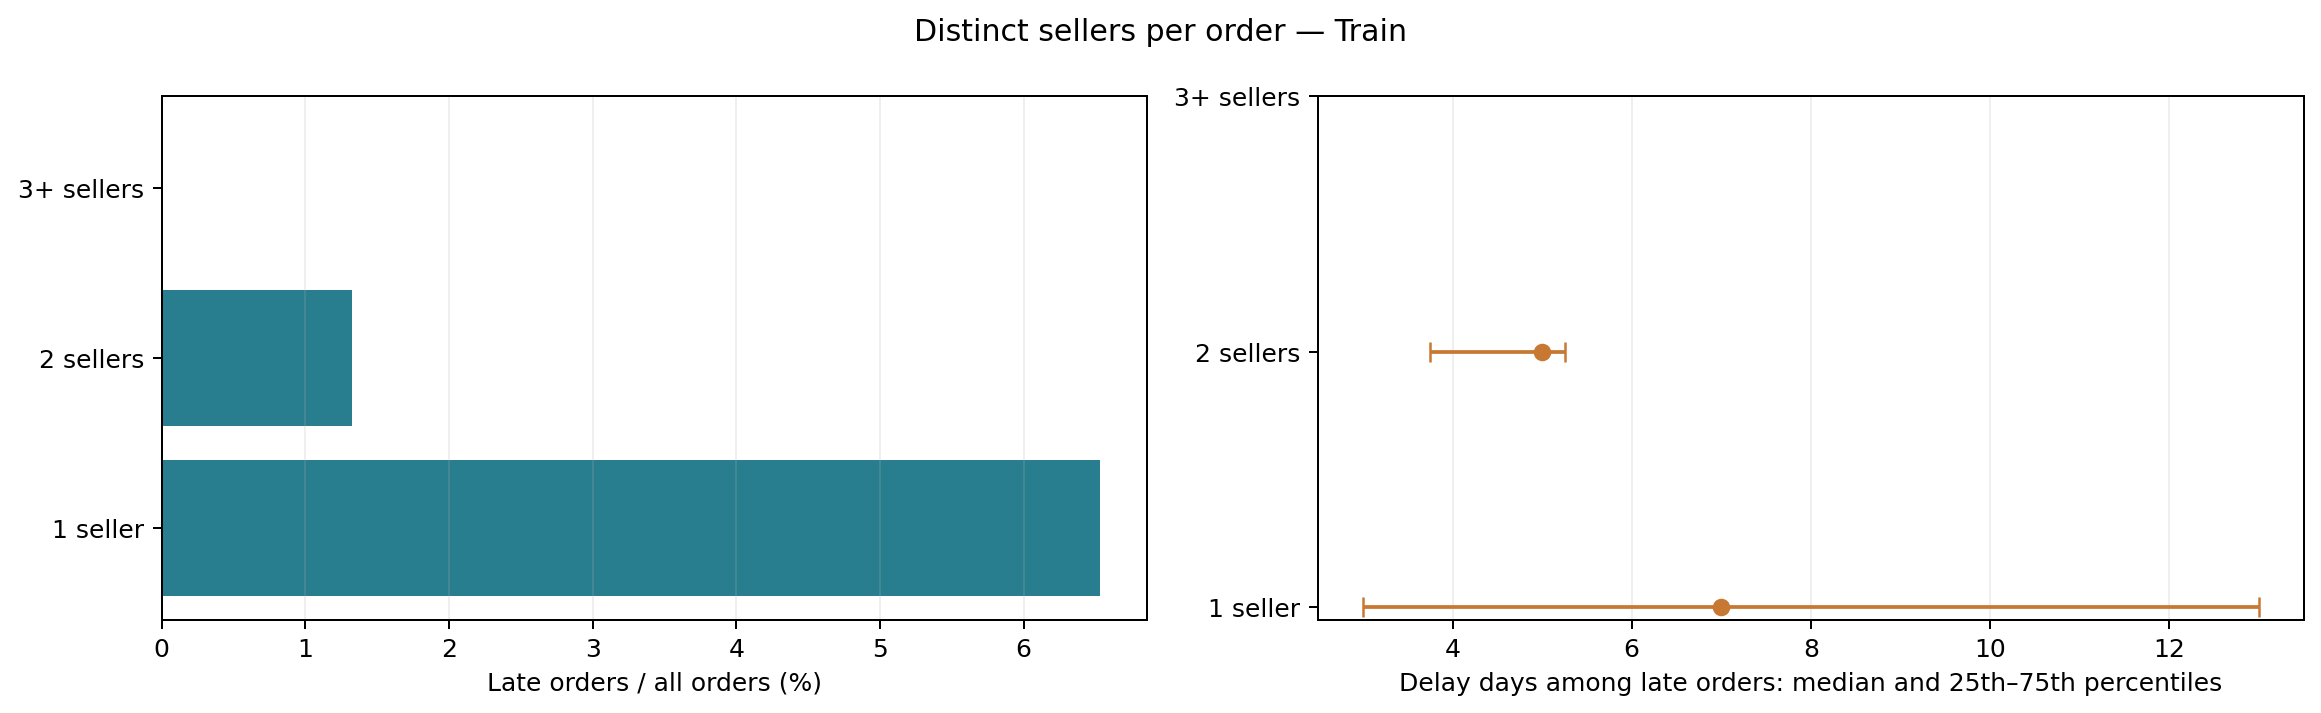 Distinct sellers per order — Train
3+ sellers
2 sellers
1 seller
0 1 2 3 4 5 6
Late orders / all orders (%)
3+ sellers
2 sellers
1 seller
4 6 8 10 12
Delay days among late orders: median and 25th–75th percentiles